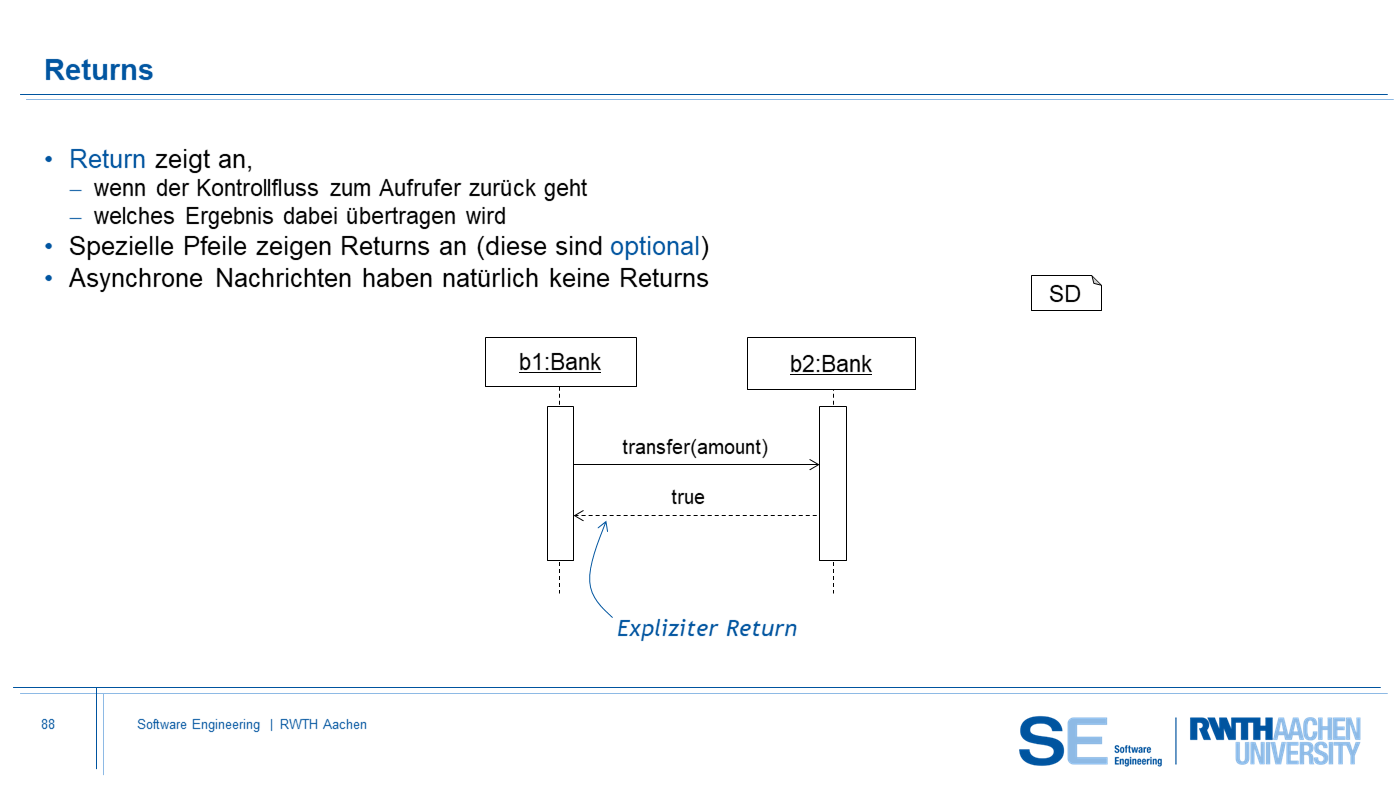 Returns
• Return zeigt an,
– wenn der Kontrollfluss zum Aufrufer zurück geht
– welches Ergebnis dabei übertragen wird
• Spezielle Pfeile zeigen Returns an (diese sind optional)
• Asynchrone Nachrichten haben natürlich keine Returns
SD
b1:Bank
b2:Bank
transfer(amount)
true
Expliziter Return
88
Software Engineering | RWTH Aachen
SE Software
Engineering
RWTHAACHEN
UNIVERSITY